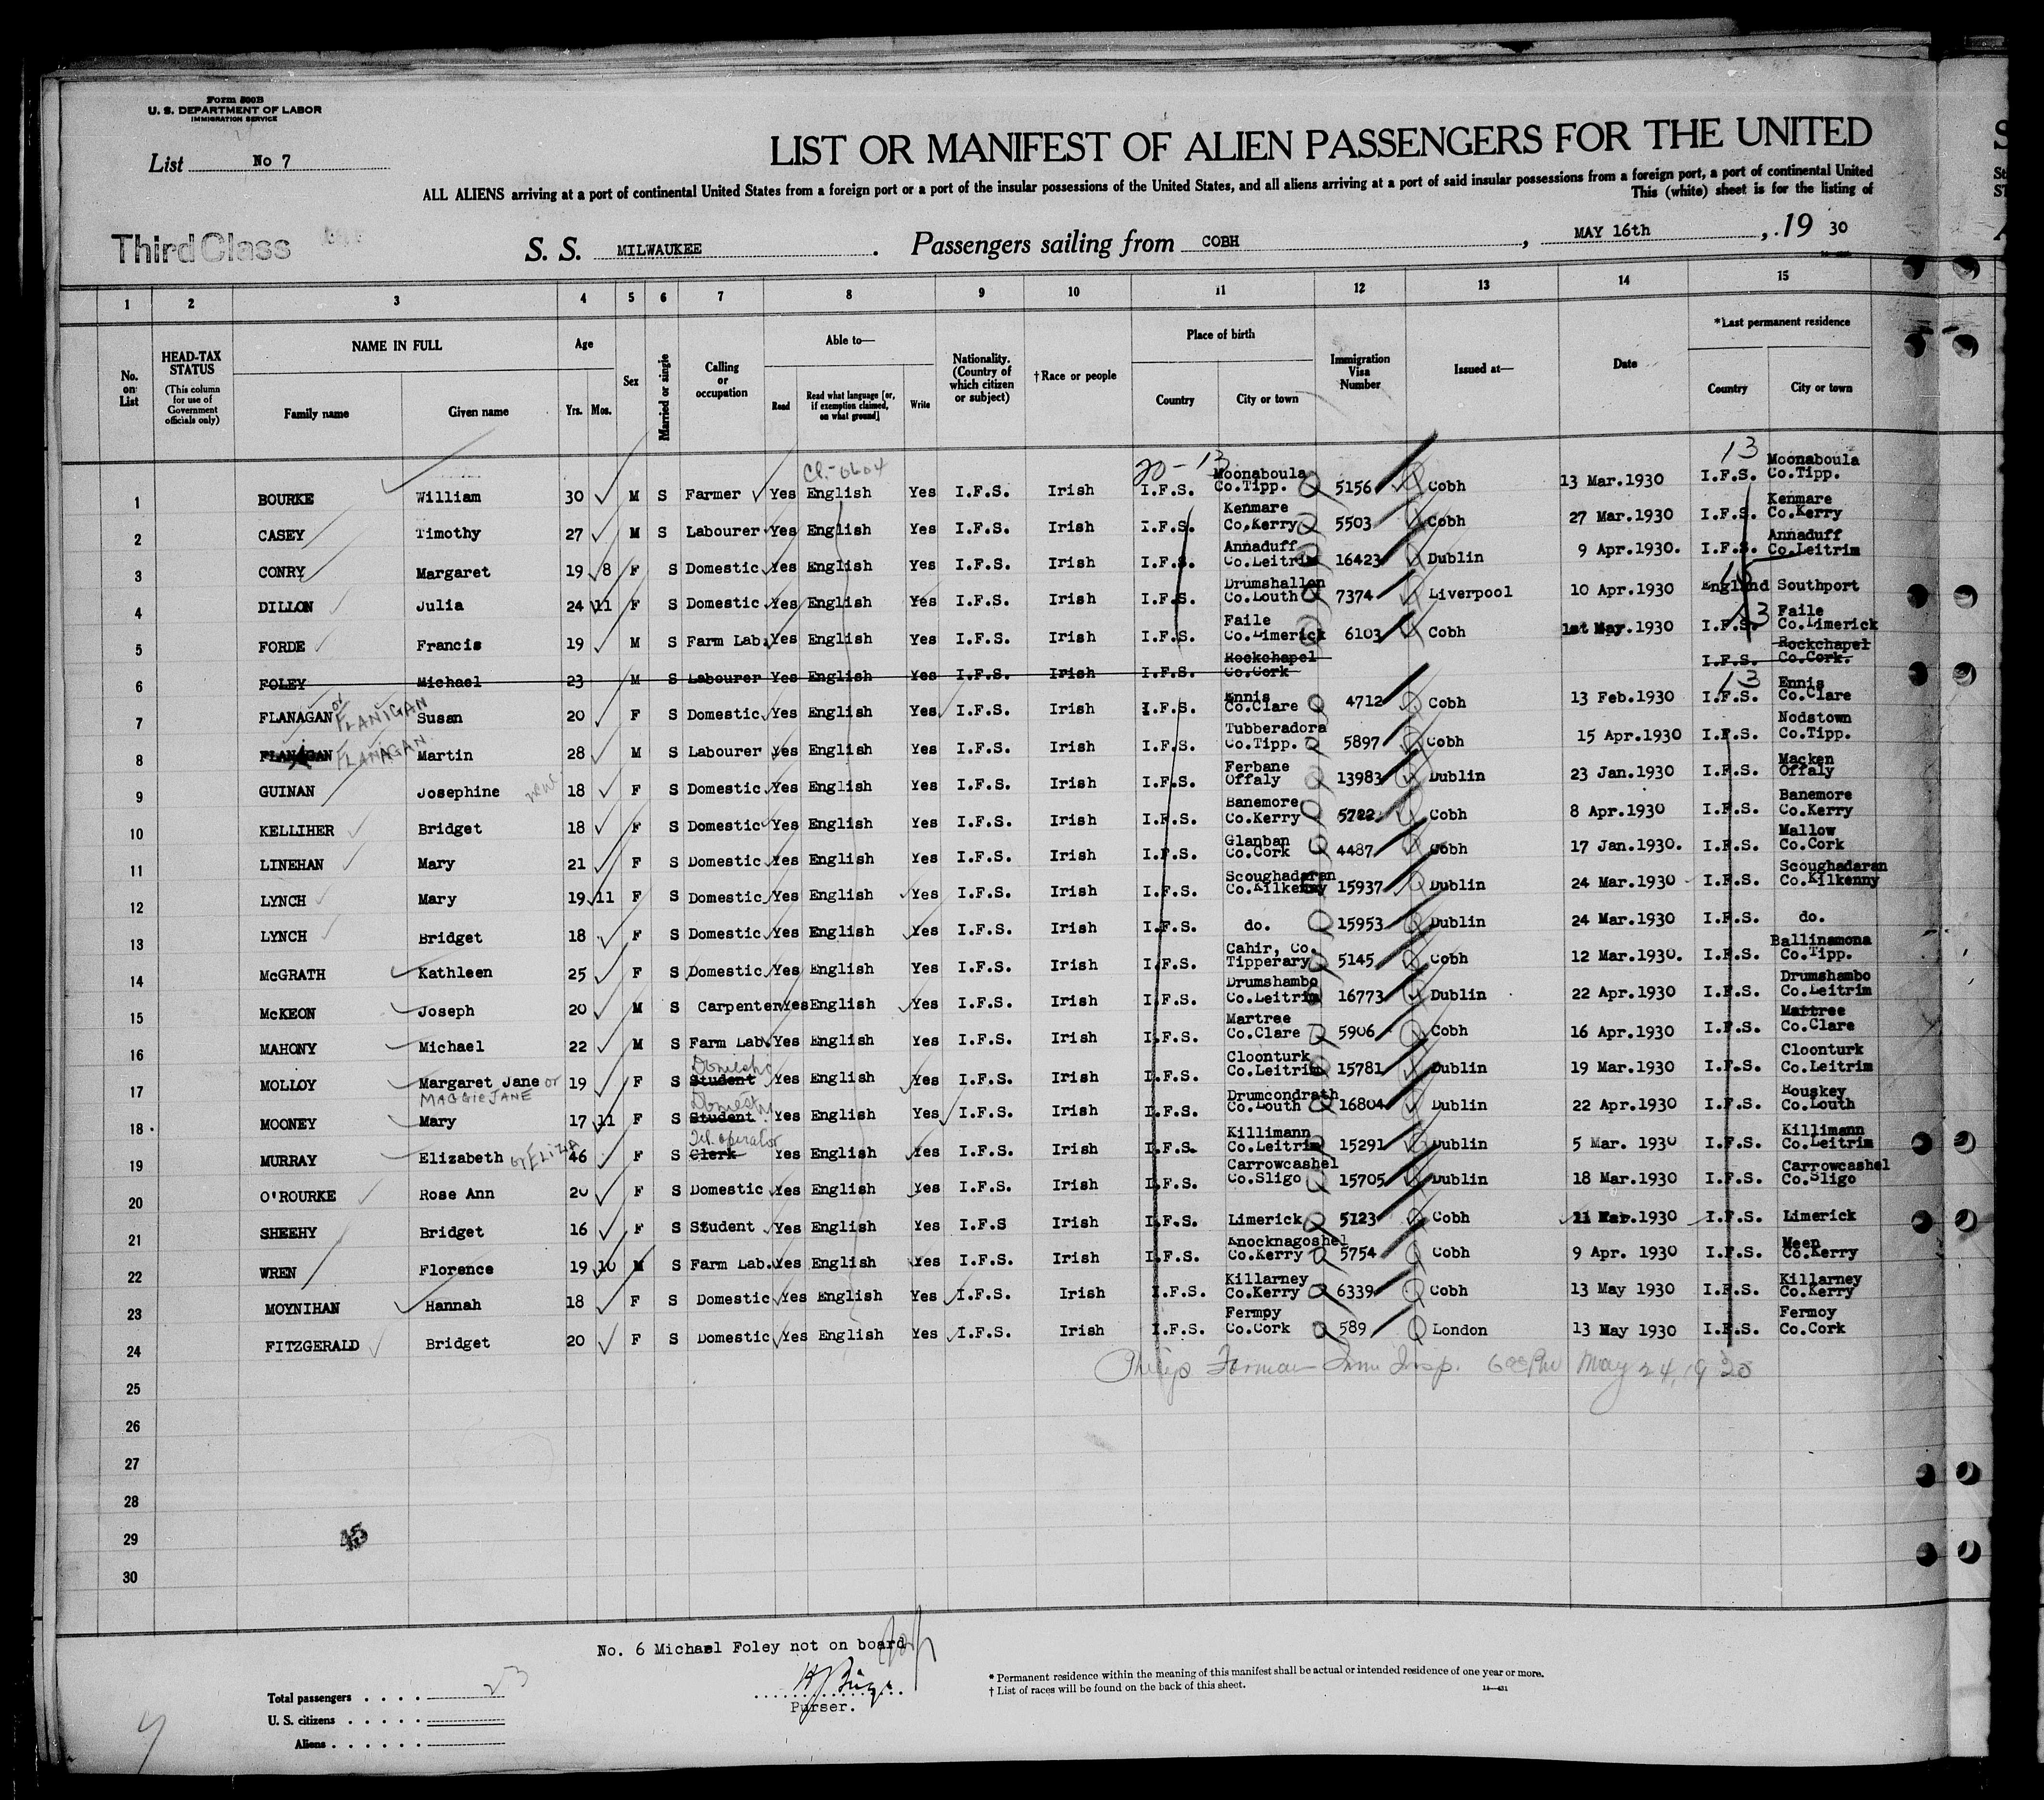 Form 500B
U. S. DEPARTMENT OF LABOR
IMMIGRATION SERVICE
List No 7
LIST OR MANIFEST OF ALIEN PASSENGERS FOR THE UNITED
ALL ALIENS arriving at a port of continental United States from a foreign port or a port of the insular possessions of the United States, and all aliens arriving at a port of said insular possessions from a foreign port, a port of continental United
This (white) sheet is for the listing of
Third Class
S. S. MILWAUKEE. Passengers sailing from COBH, MAY 16th, 19 30
1 2 3 4 5 6 7 8 9 10 11 12 13 14 15
No. on List
HEAD-TAX STATUS (This column for use of Government officials only)
NAME IN FULL
Family name Given name
Age Yrs. Mos.
Sex
Married or single
Calling or occupation
Able to—
Read Read what language [or, if exemption claimed, on what ground] Write
Nationality. (Country of which citizen or subject)
†Race or people
Place of birth
Country City or town
Immigration Visa Number
Issued at—
Date
*Last permanent residence
Country City or town
20-13 13
1 BOURKE William 30 M S Farmer Yes English Yes I.F.S. Irish I.F.S. Moonaboula Co.Tipp. 5156 Cobh 13 Mar.1930 I.F.S. Moonaboula Co.Tipp.
2 CASEY Timothy 27 M S Labourer Yes English Yes I.F.S. Irish I.F.S. Kenmare Co.Kerry 5503 Cobh 27 Mar.1930 I.F.S. Kenmare Co.Kerry
3 CONRY Margaret 19 8 F S Domestic Yes English Yes I.F.S. Irish I.F.S. Annaduff Co.Leitrim 16423 Dublin 9 Apr.1930. I.F.S. Annaduff Co.Leitrim
4 DILLON Julia 24 11 F S Domestic Yes English Yes I.F.S. Irish I.F.S. Drumshallon Co.Louth 7374 Liverpool 10 Apr.1930 England Southport
5 FORDE Francis 19 M S Farm Lab. Yes English Yes I.F.S. Irish I.F.S. Faile Co.Limerick 6103 Cobh 1st May.1930 I.F.S. 13 Faile Co.Limerick
6 FOLEY Michael 23 M S Labourer Yes English Yes I.F.S. Irish I.F.S. Rockchapel Co.Cork I.F.S. Rockchapel Co.Cork.
7 FLANAGAN or FLANIGAN Susan 20 F S Domestic Yes English Yes I.F.S. Irish I.F.S. Ennis Co.Clare 4712 Cobh 13 Feb.1930 13 I.F.S. Ennis Co.Clare
8 FLANAGAN Martin 28 M S Labourer Yes English Yes I.F.S. Irish I.F.S. Tubberadora Co.Tipp. 5897 Cobh 15 Apr.1930 I.F.S. Nodstown Co.Tipp.
9 GUINAN Josephine 18 F S Domestic Yes English Yes I.F.S. Irish I.F.S. Ferbane Offaly 13983 Dublin 23 Jan.1930 I.F.S. Macken Offaly
10 KELLIHER Bridget 18 F S Domestic Yes English Yes I.F.S. Irish I.F.S. Banemore Co.Kerry 5722 Cobh 8 Apr.1930 I.F.S. Banemore Co.Kerry
11 LINEHAN Mary 21 F S Domestic Yes English Yes I.F.S. Irish I.F.S. Glanban Co.Cork 4487 Cobh 17 Jan.1930. I.F.S. Mallow Co.Cork
12 LYNCH Mary 19 11 F S Domestic Yes English Yes I.F.S. Irish I.F.S. Scoughadaran Co.Kilkenny 15937 Dublin 24 Mar.1930 I.F.S. Scoughadaran Co.Kilkenny
13 LYNCH Bridget 18 F S Domestic Yes English Yes I.F.S. Irish I.F.S. do. 15953 Dublin 24 Mar.1930 I.F.S. do.
14 McGRATH Kathleen 25 F S Domestic Yes English Yes I.F.S. Irish I.F.S. Cahir, Co. Tipperary 5145 Cobh 12 Mar.1930. I.F.S. Ballinamona Co.Tipp.
15 McKEON Joseph 20 M S Carpenter Yes English Yes I.F.S. Irish I.F.S. Drumshambo Co.Leitrim 16773 Dublin 22 Apr.1930 I.F.S. Drumshambo Co.Leitrim
16 MAHONY Michael 22 M S Farm Lab. Yes English Yes I.F.S. Irish I.F.S. Martree Co.Clare 5906 Cobh 16 Apr.1930 I.F.S. Martree Co.Clare
17 MOLLOY Margaret Jane or MAGGIE JANE 19 F S Student Domestic Yes English Yes I.F.S. Irish I.F.S. Cloonturk Co.Leitrim 15781 Dublin 19 Mar.1930 I.F.S. Cloonturk Co.Leitrim
18 MOONEY Mary 17 11 F S Student Domestic Yes English Yes I.F.S. Irish I.F.S. Drumcondrath Co.Louth 16804 Dublin 22 Apr.1930 I.F.S. Rouskey Co.Louth
19 MURRAY Elizabeth or ELIZA 46 F S Clerk Tel. operator Yes English Yes I.F.S. Irish I.F.S. Killimann Co.Leitrim 15291 Dublin 5 Mar. 1930 I.F.S. Killimann Co.Leitrim
20 O'ROURKE Rose Ann 20 F S Domestic Yes English Yes I.F.S. Irish I.F.S. Carrowcashel Co.Sligo 15705 Dublin 18 Mar.1930 I.F.S. Carrowcashel Co.Sligo
21 SHEEHY Bridget 16 F S Student Yes English Yes I.F.S Irish I.F.S. Limerick 5123 Cobh 11 Mar.1930 I.F.S. Limerick
22 WREN Florence 19 10 M S Farm Lab. Yes English Yes I.F.S. Irish I.F.S. Knocknagoshel Co.Kerry 5754 Cobh 9 Apr. 1930 I.F.S. Meen Co.Kerry
23 MOYNIHAN Hannah 18 F S Domestic Yes English Yes I.F.S. Irish I.F.S. Killarney Co.Kerry 6339 Cobh 13 May 1930 I.F.S. Killarney Co.Kerry
24 FITZGERALD Bridget 20 F S Domestic Yes English Yes I.F.S. Irish I.F.S. Fermoy Co.Cork 589 London 13 May 1930 I.F.S. Fermoy Co.Cork
Philip Forman Imm Insp. May 24, 1930
25
26
27
28
29
30
45
No. 6 Michael Foley not on board
Purser.
Total passengers 23
U. S. citizens
Aliens
* Permanent residence within the meaning of this manifest shall be actual or intended residence of one year or more.
† List of races will be found on the back of this sheet.